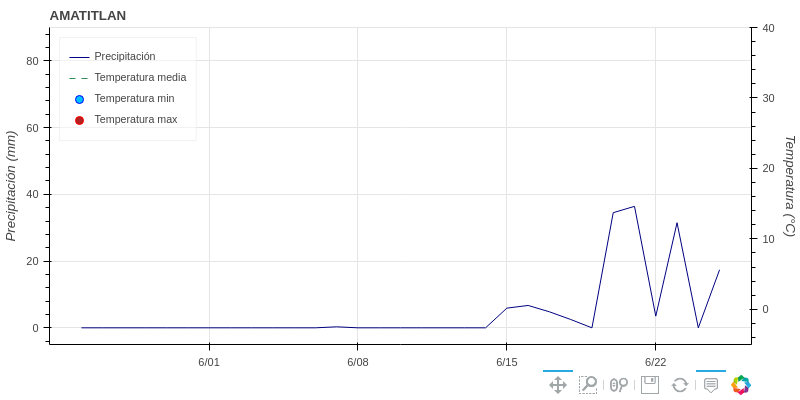 AMATITLAN
Precipitación
Temperatura media
Temperatura min
Temperatura max
Precipitación (mm)
80
60
40
20
0
Temperatura (°C)
40
30
20
10
0
6/01
6/08
6/15
6/22